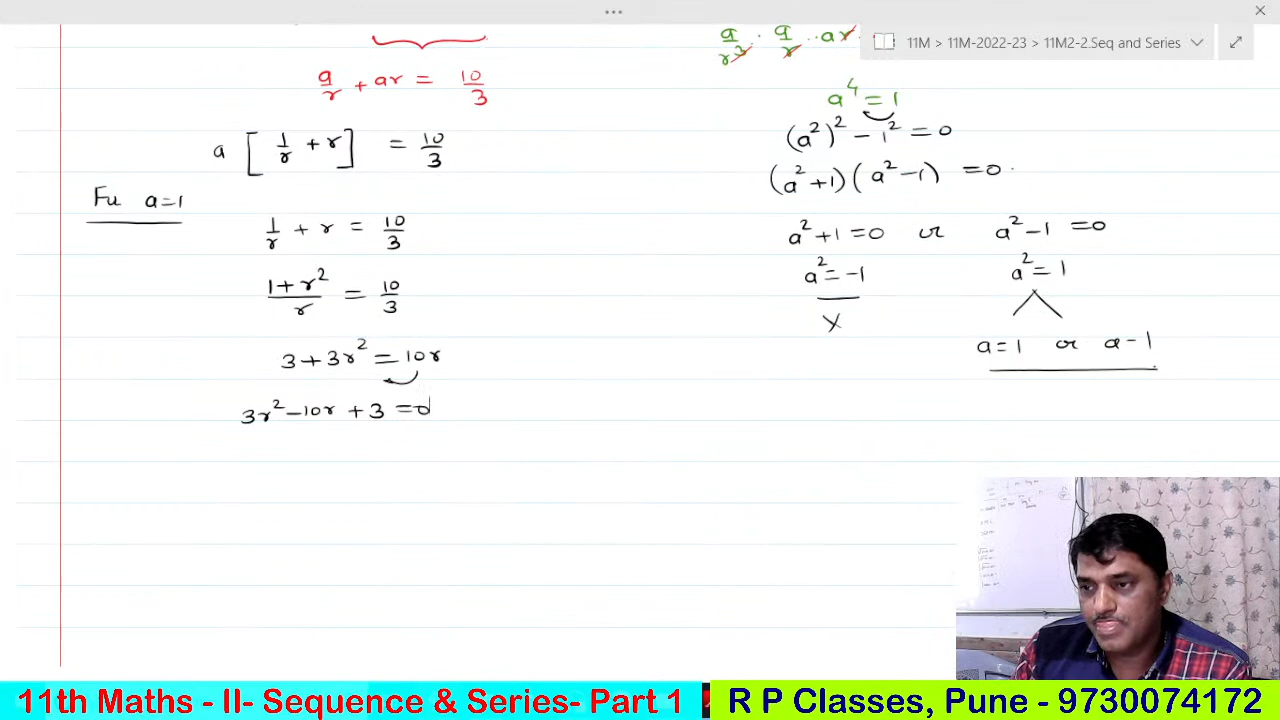 11M > 11M-2022-23 > 11M2-2.Seq and Series
a/r³ · a/r · ar ·
a/r + ar = 10/3
a [ 1/r + r ] = 10/3
Fu a=1
1/r + r = 10/3
(1+r²)/r = 10/3
3+3r² = 10r
3r²-10r+3 = 0
a⁴ = 1
(a²)² - 1² = 0
(a²+1)(a²-1) = 0
a²+1=0 or a²-1=0
a²=-1 a²=1
X
a=1 or a-1
11th Maths - II- Sequence & Series- Part 1
R P Classes, Pune - 9730074172